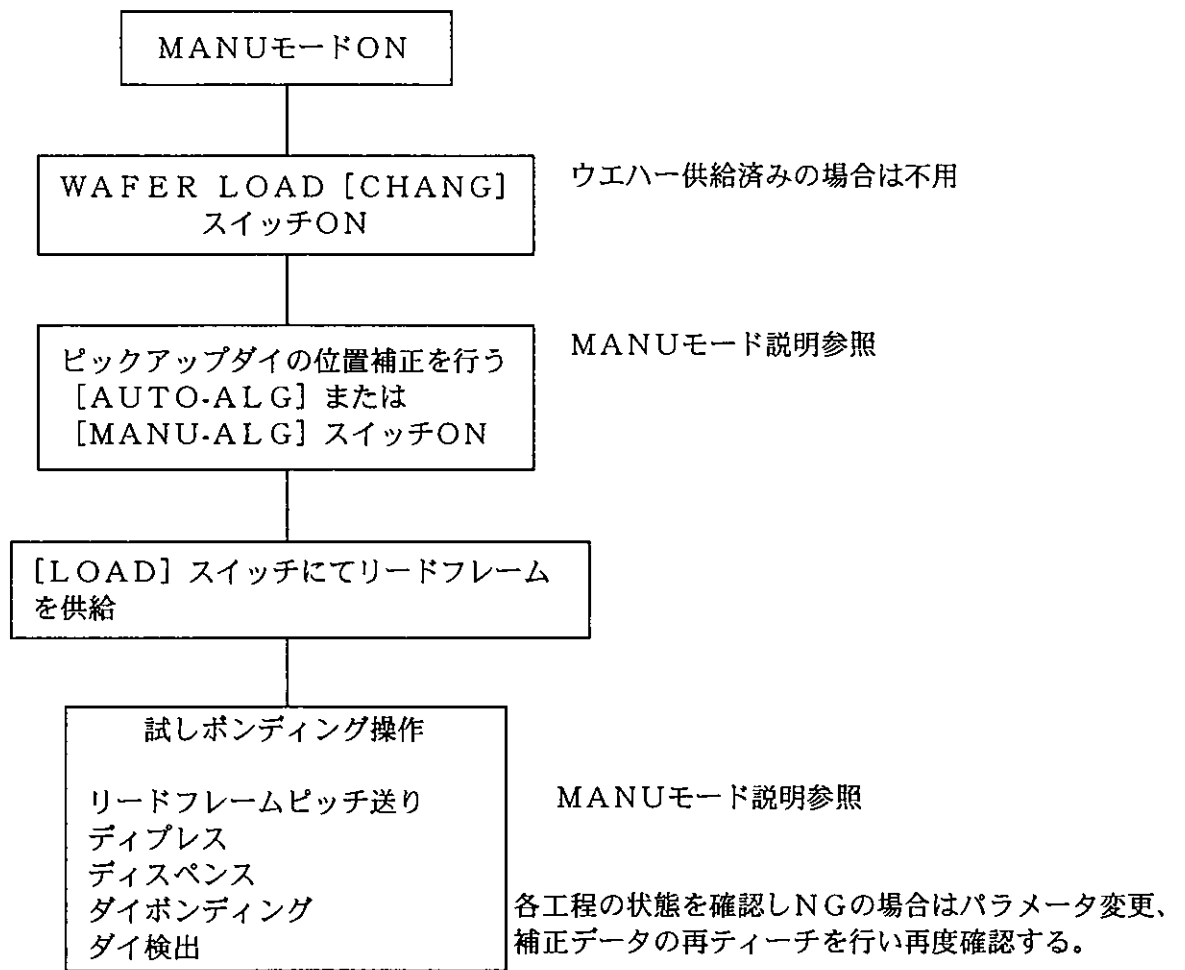 MANUモードON
WAFER LOAD [CHANG]
スイッチON
ウエハー供給済みの場合は不用
ピックアップダイの位置補正を行う
[AUTO-ALG] または
[MANU-ALG] スイッチON
MANUモード説明参照
[LOAD] スイッチにてリードフレーム
を供給
試しボンディング操作
リードフレームピッチ送り
MANUモード説明参照
ディプレス
ディスペンス
ダイボンディング
ダイ検出
各工程の状態を確認しNGの場合はパラメータ変更、
補正データの再ティーチを行い再度確認する。